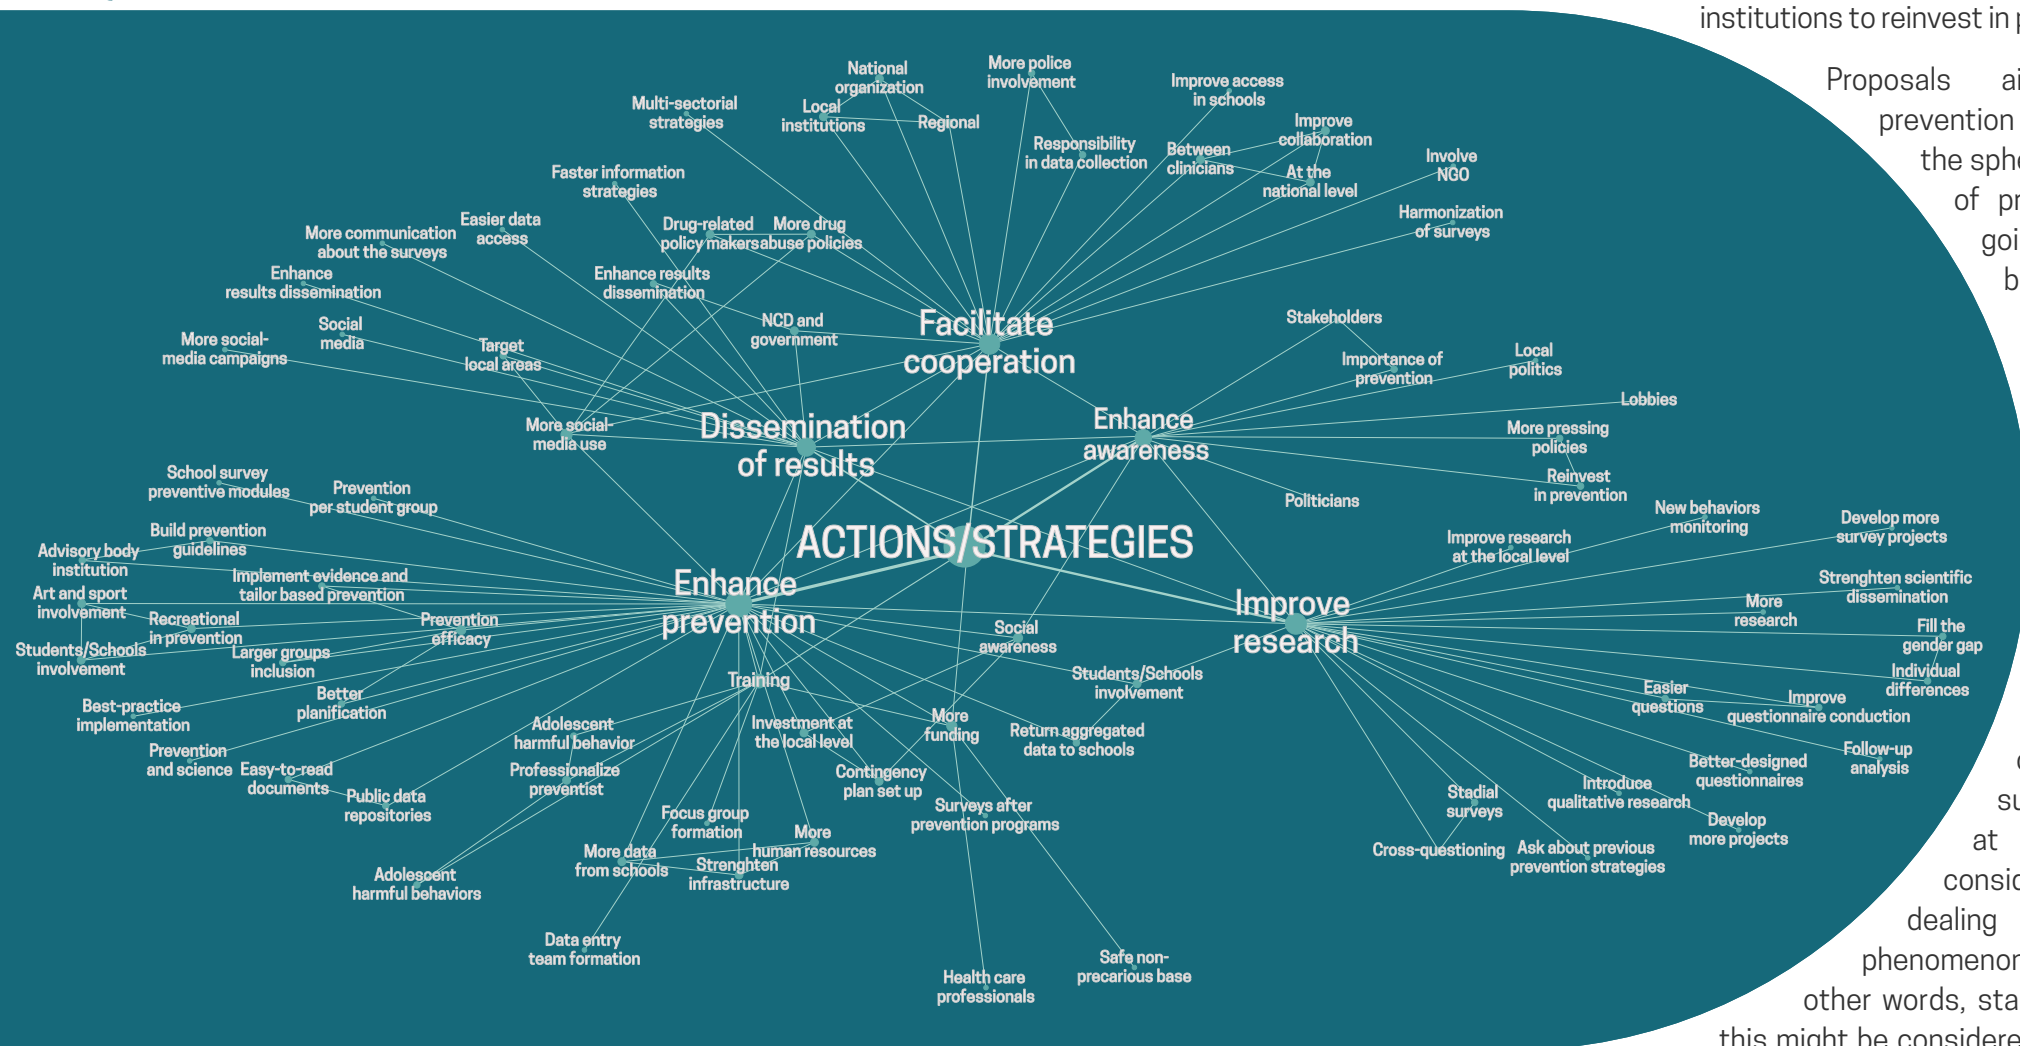 institutions to reinvest in
Proposals
prevention
the
of
at
dealing
other words,
this might be considere
National
organization
More police
involvement
Improve access
in schools
Multi-sectorial
strategies
Local
institutions
Regional
Improve
collaboration
Responsibility
in data collection
Between
clinicians
At the
national level
Involve
NGO
Faster information
strategies
Harmonization
of surveys
Easier data
access
More communication
about the surveys
Drug-related
policy makers
More drug
abuse policies
Enhance
results dissemination
Enhance results
dissemination
Social
media
More social-
media campaigns
NCD and
government
Target
local areas
Facilitate
cooperation
Stakeholders
Importance of
prevention
Local
politics
Lobbies
More social-
media use
Dissemination
of results
Enhance
awareness
More pressing
policies
Reinvest
in prevention
Politicians
School survey
preventive modules
Prevention
per student group
Build prevention
guidelines
Advisory body
institution
ACTIONS/STRATEGIES
New behaviors
monitoring
Improve research
at the local level
Develop more
survey projects
Implement evidence and
tailor based prevention
Art and sport
involvement
Recreational
in prevention
Prevention
efficacy
Enhance
prevention
Improve
research
Strenghten scientific
dissemination
More
research
Fill the
gender gap
Students/Schools
involvement
Larger groups
inclusion
Social
awareness
Individual
differences
Training
Students/Schools
involvement
Easier
questions
Improve
questionnaire conduction
Best-practice
implementation
Better
planification
Adolescent
harmful behavior
Investment at
the local level
More
funding
Return aggregated
data to schools
Follow-up
analysis
Prevention
and science
Easy-to-read
documents
Professionalize
preventist
Contingency
plan set up
Better-designed
questionnaires
Public data
repositories
Introduce
qualitative research
Stadial
surveys
Focus group
formation
Surveys after
prevention programs
Develop
more projects
More
human resources
More data
from schools
Strenghten
infrastructure
Cross-questioning
Ask about previous
prevention strategies
Adolescent
harmful behaviors
Data entry
team formation
Safe non-
precarious base
Health care
professionals